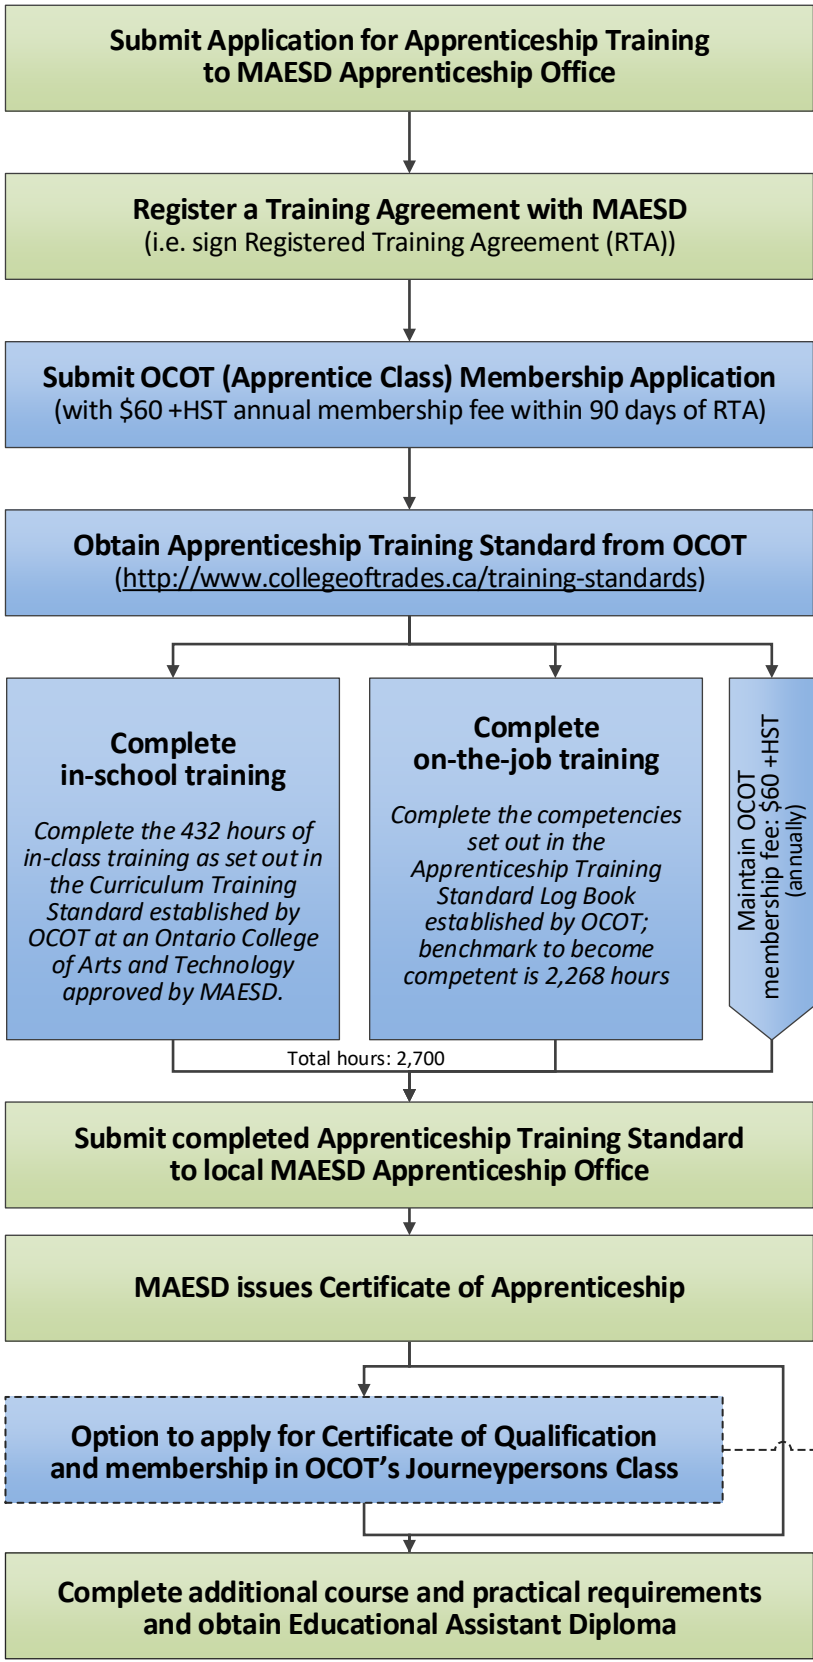 Submit Application for Apprenticeship Training
to MAESD Apprenticeship Office
Register a Training Agreement with MAESD
(i.e. sign Registered Training Agreement (RTA))
Submit OCOT (Apprentice Class) Membership Application
(with $60 +HST annual membership fee within 90 days of RTA)
Obtain Apprenticeship Training Standard from OCOT
(http://www.collegeoftrades.ca/training-standards)
Complete
in-school training
Complete the 432 hours of
in-class training as set out in
the Curriculum Training
Standard established by
OCOT at an Ontario College
of Arts and Technology
approved by MAESD.
Complete
on-the-job training
Complete the competencies
set out in the
Apprenticeship Training
Standard Log Book
established by OCOT;
benchmark to become
competent is 2,268 hours
Maintain OCOT
membership fee: $60 +HST
(annually)
Total hours: 2,700
Submit completed Apprenticeship Training Standard
to local MAESD Apprenticeship Office
MAESD issues Certificate of Apprenticeship
Option to apply for Certificate of Qualification
and membership in OCOT’s Journeypersons Class
Complete additional course and practical requirements
and obtain Educational Assistant Diploma